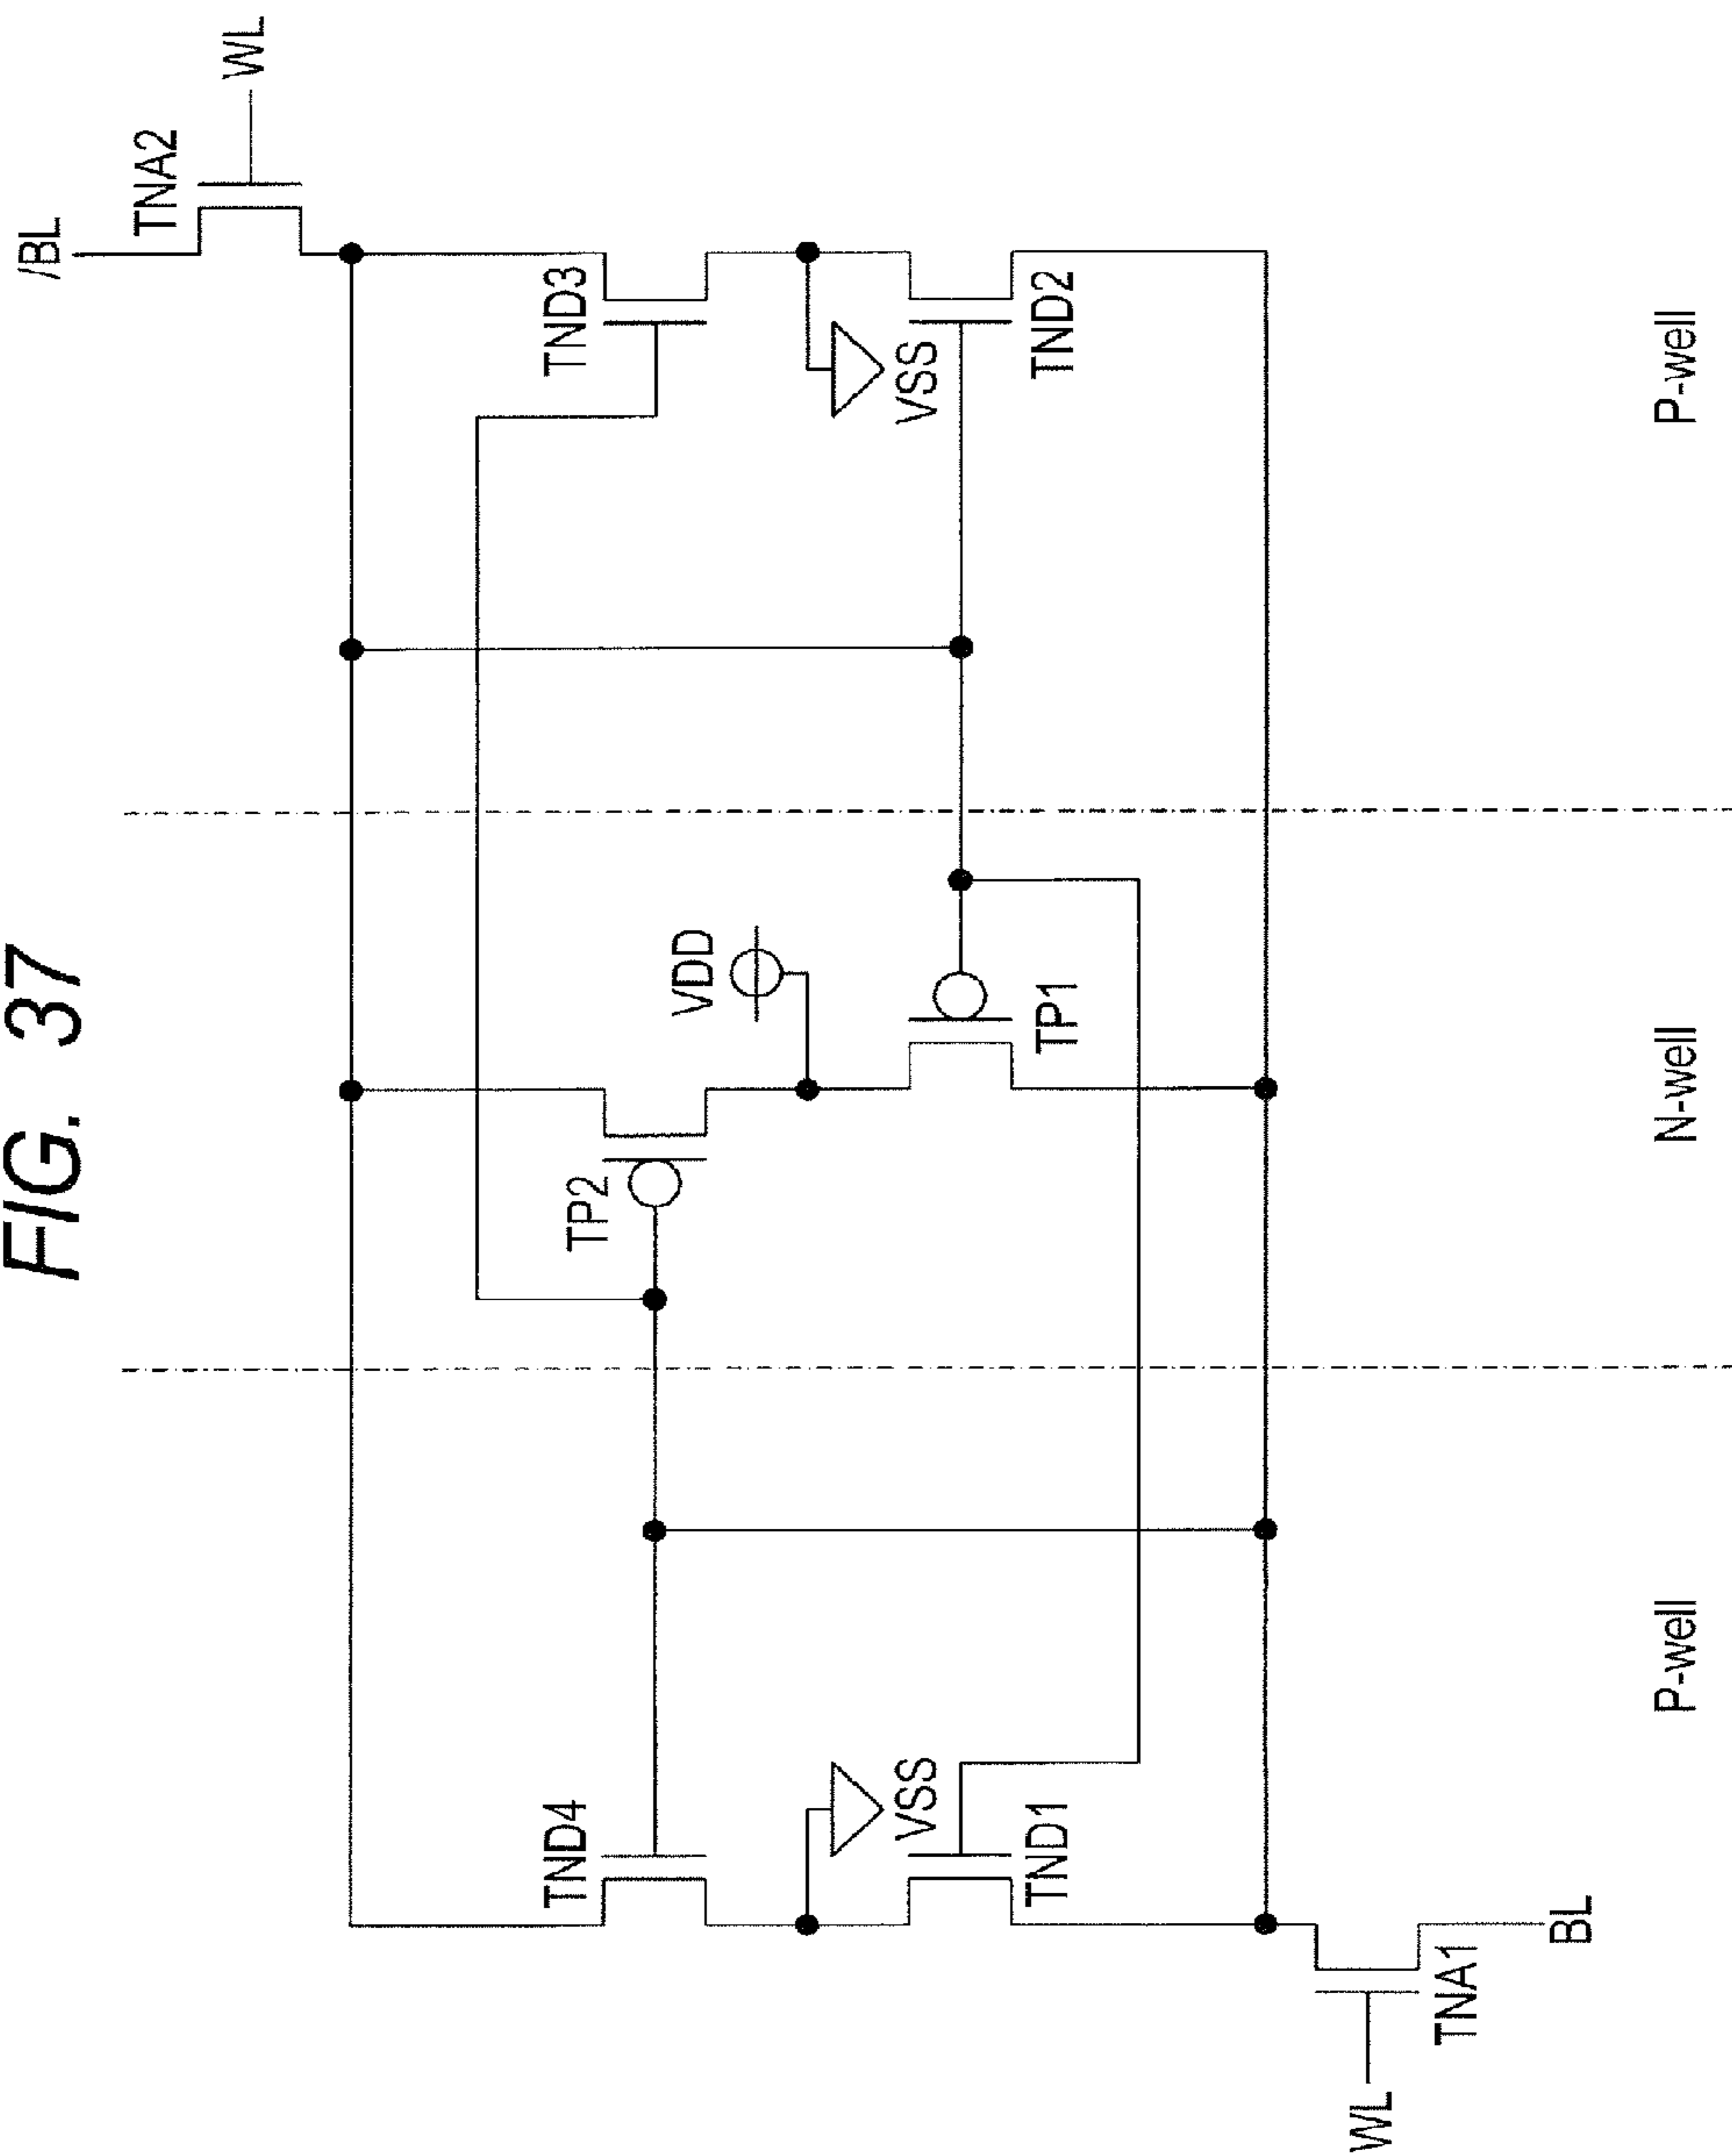 FIG. 37
/BL
TNA2
WL
TND4
TP2
TND3
VDD
VSS
VSS
TND1
TP1
TND2
WL
TNA1
BL
P-well
N-well
P-well